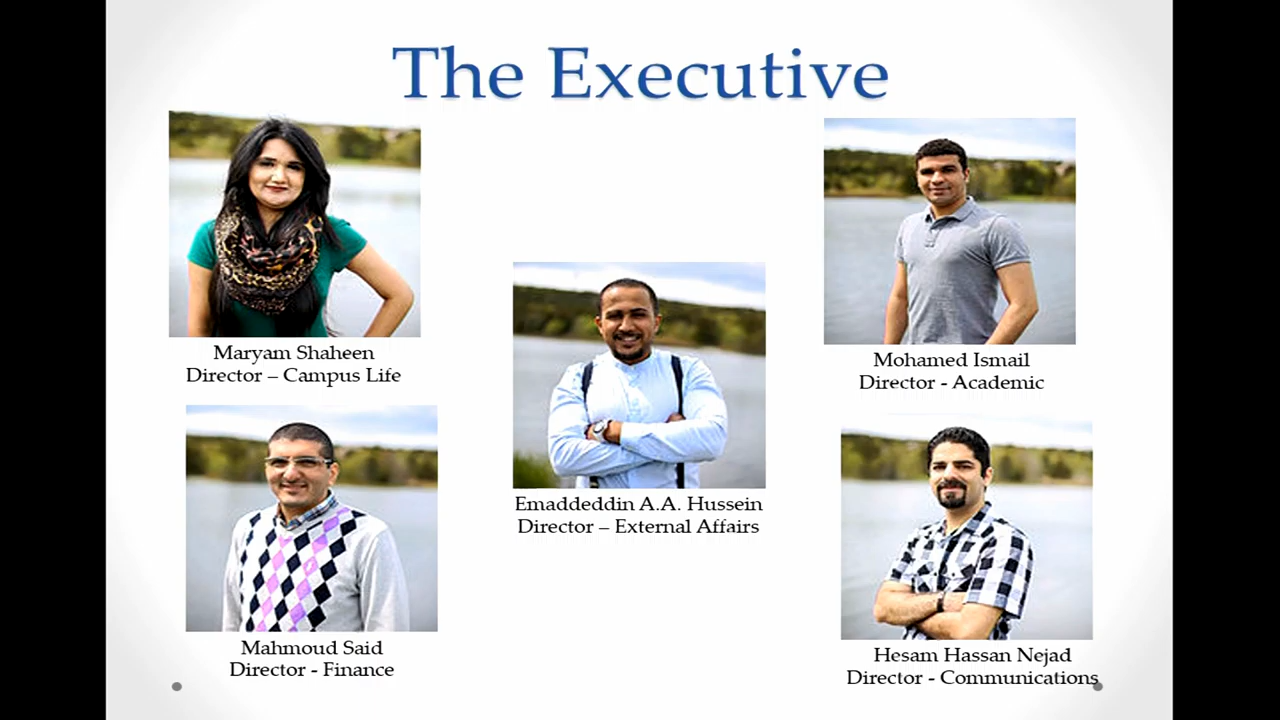 The Executive
Maryam Shaheen
Director – Campus Life
Mohamed Ismail
Director - Academic
Emaddeddin A.A. Hussein
Director – External Affairs
Mahmoud Said
Director - Finance
Hesam Hassan Nejad
Director - Communications